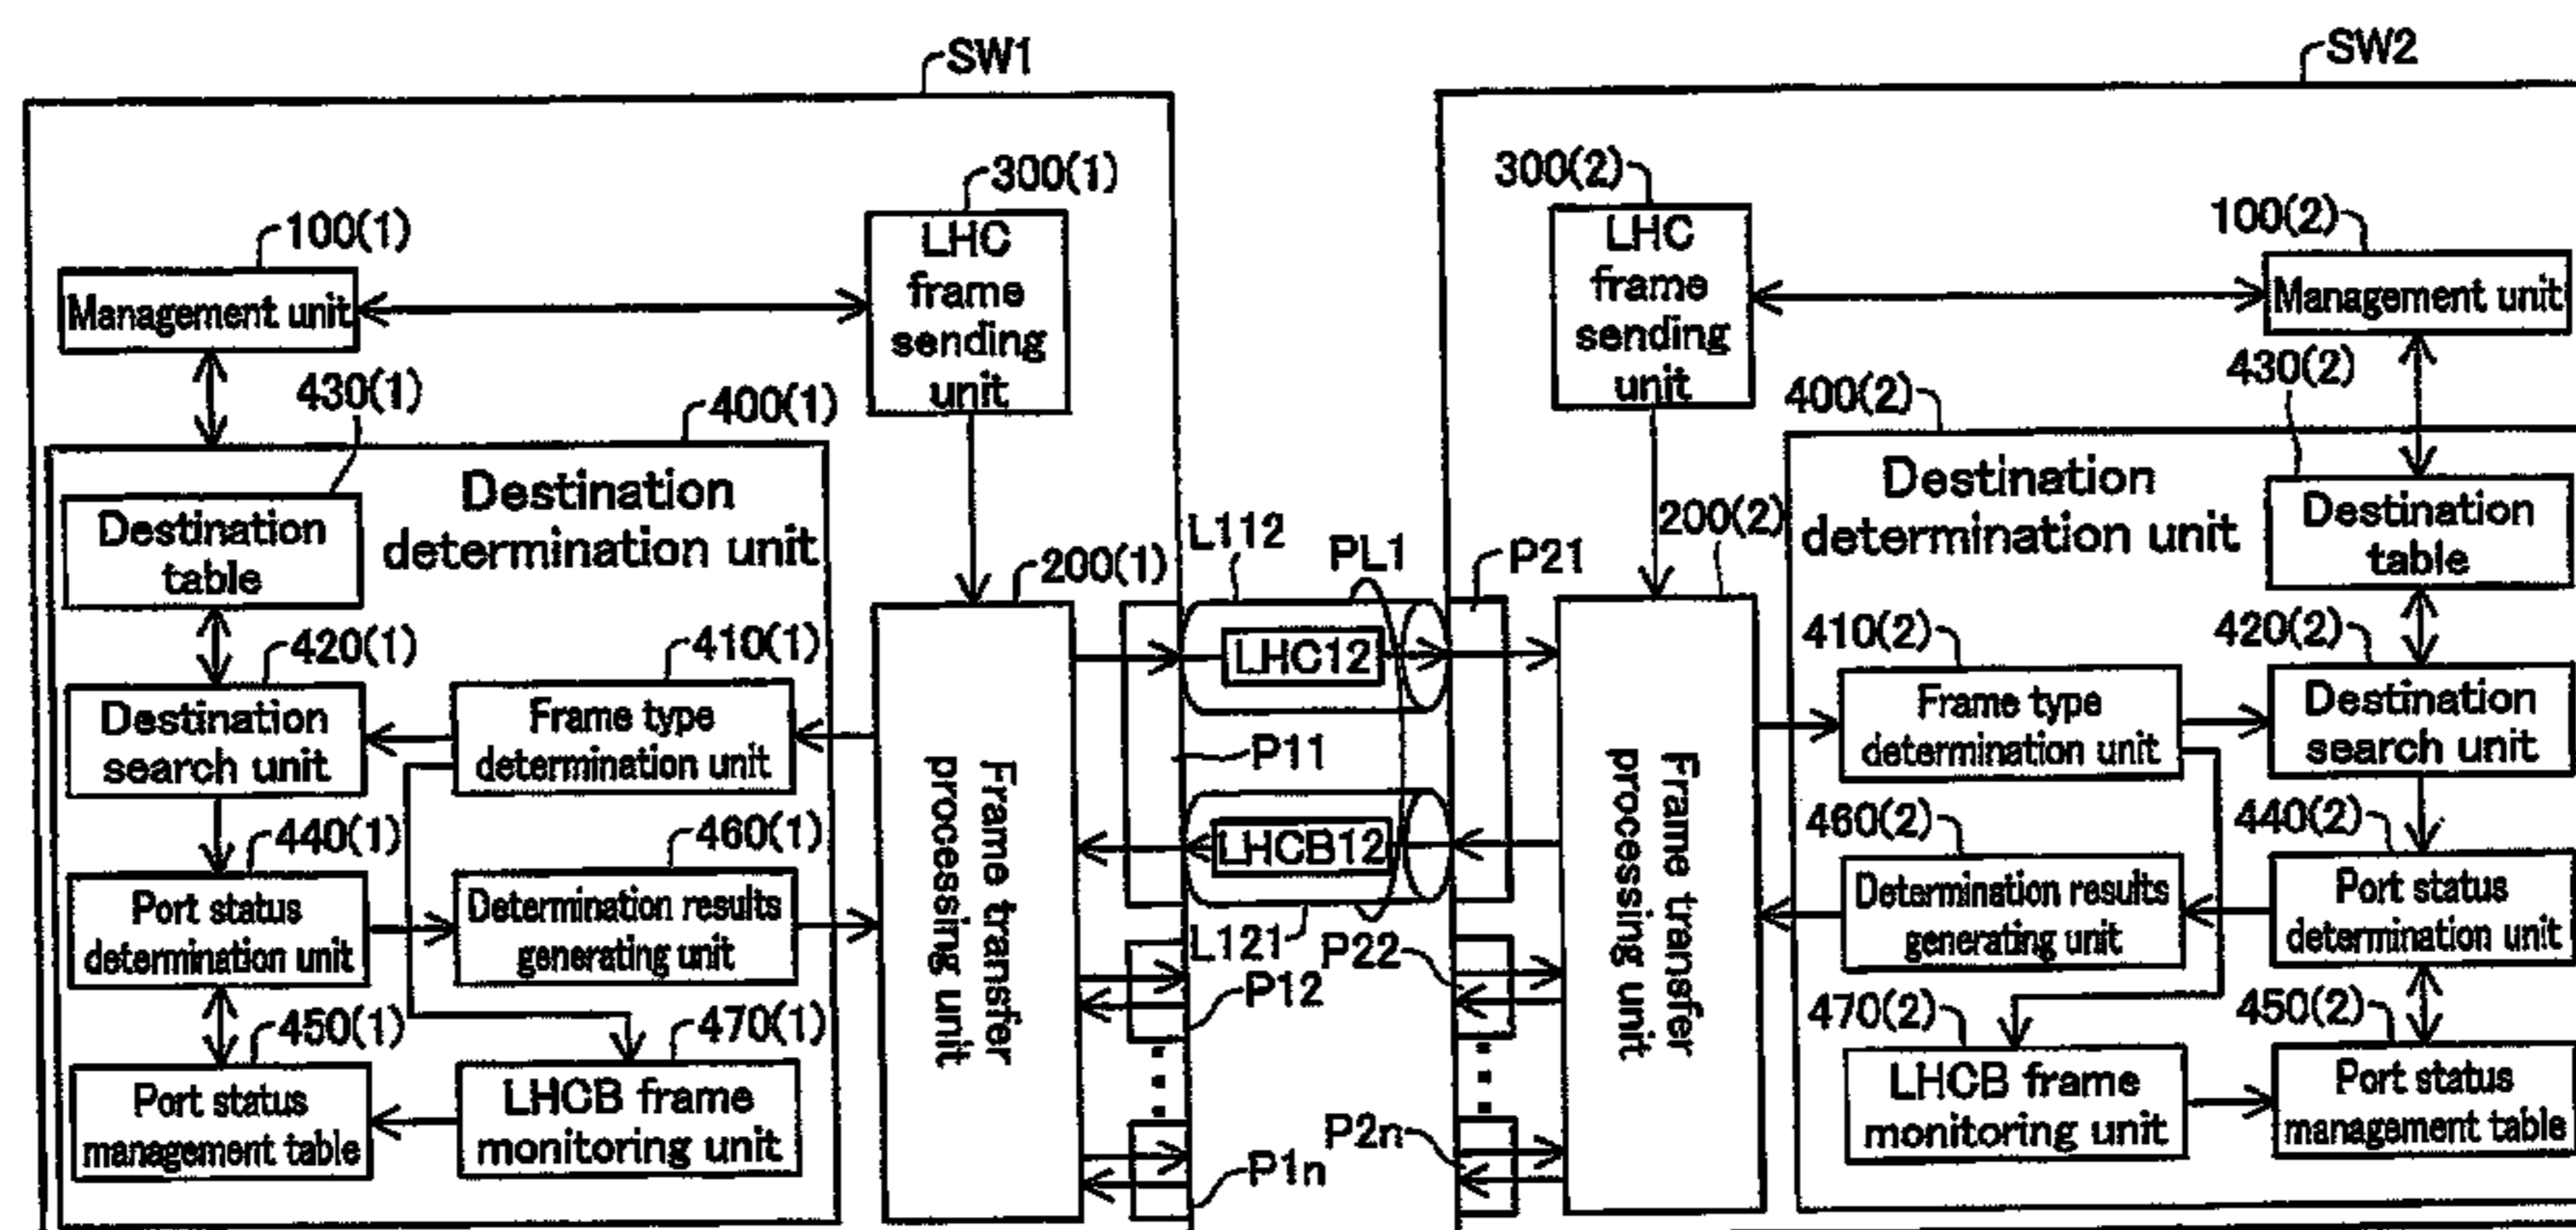 SW1
SW2
300(1)
300(2)
100(1)
100(2)
LHC
frame
sending
unit
LHC
frame
sending
unit
Management unit
Management unit
430(1)
400(1)
400(2)
430(2)
Destination
determination unit
Destination
table
Destination
determination unit
Destination
table
200(1)
L112
PL1
P21
200(2)
420(1)
410(1)
410(2)
420(2)
LHC12
Destination
search unit
Frame type
determination unit
Frame type
determination unit
Destination
search unit
P11
Frame transfer
processing unit
Frame transfer
processing unit
440(1)
460(1)
460(2)
440(2)
LHCB12
Port status
determination unit
Determination results
generating unit
Determination results
generating unit
Port status
determination unit
L121
P22
P12
450(1)
470(1)
470(2)
450(2)
Port status
management table
LHCB frame
monitoring unit
LHCB frame
monitoring unit
Port status
management table
P2n
P1n